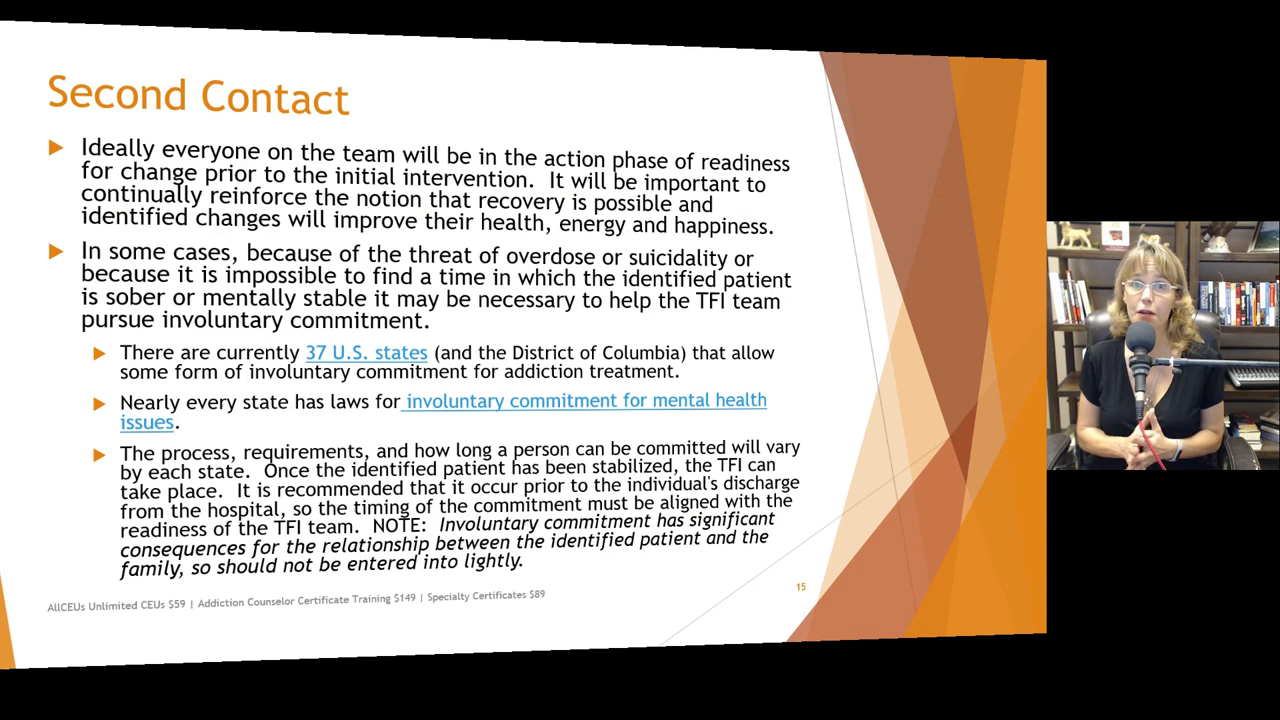 Second Contact
Ideally everyone on the team will be in the action phase of readiness
for change prior to the initial intervention. It will be important to
continually reinforce the notion that recovery is possible and
identified changes will improve their health, energy and happiness.
In some cases, because of the threat of overdose or suicidality or
because it is impossible to find a time in which the identified patient
is sober or mentally stable it may be necessary to help the TFI team
pursue involuntary commitment.
There are currently 37 U.S. states (and the District of Columbia) that allow
some form of involuntary commitment for addiction treatment.
Nearly every state has laws for involuntary commitment for mental health
issues.
The process, requirements, and how long a person can be committed will vary
by each state. Once the identified patient has been stabilized, the TFI can
take place. It is recommended that it occur prior to the individual's discharge
from the hospital, so the timing of the commitment must be aligned with the
readiness of the TFI team. NOTE: Involuntary commitment has significant
consequences for the relationship between the identified patient and the
family, so should not be entered into lightly.
AllCEUs Unlimited CEUs $59 | Addiction Counselor Certificate Training $149 | Specialty Certificates $89
15